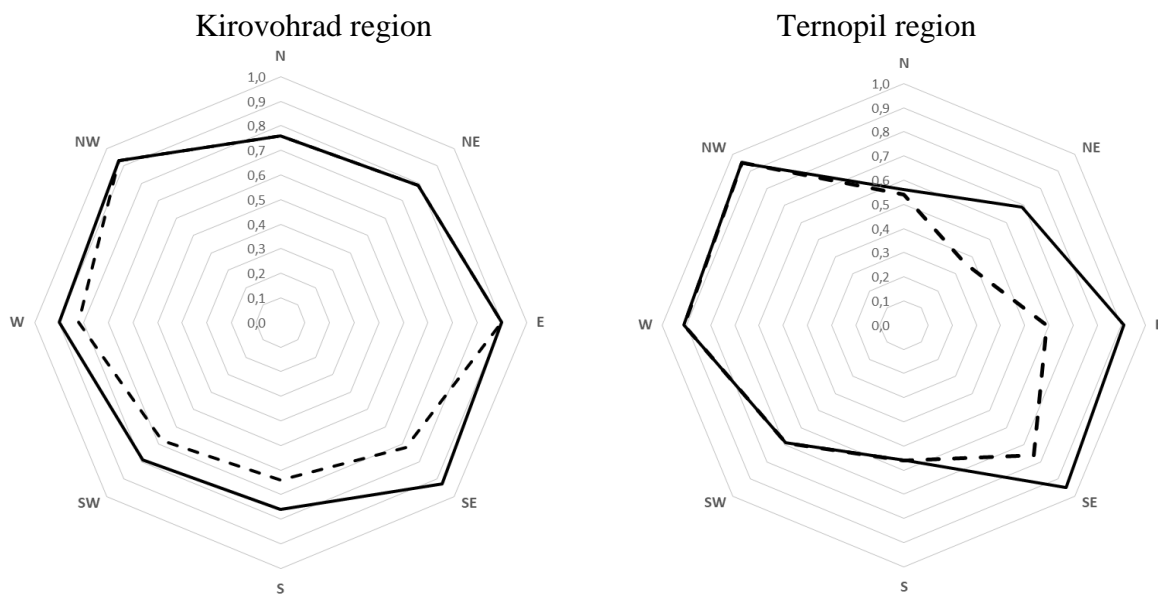 Kirovohrad region
N
1,0
0,9
0,8
0,7
0,6
0,5
0,4
0,3
0,2
0,1
0,0
NW
NE
W
E
SW
SE
S
Ternopil region
N
1,0
0,9
0,8
0,7
0,6
0,5
0,4
0,3
0,2
0,1
0,0
NW
NE
W
SW
SE
S